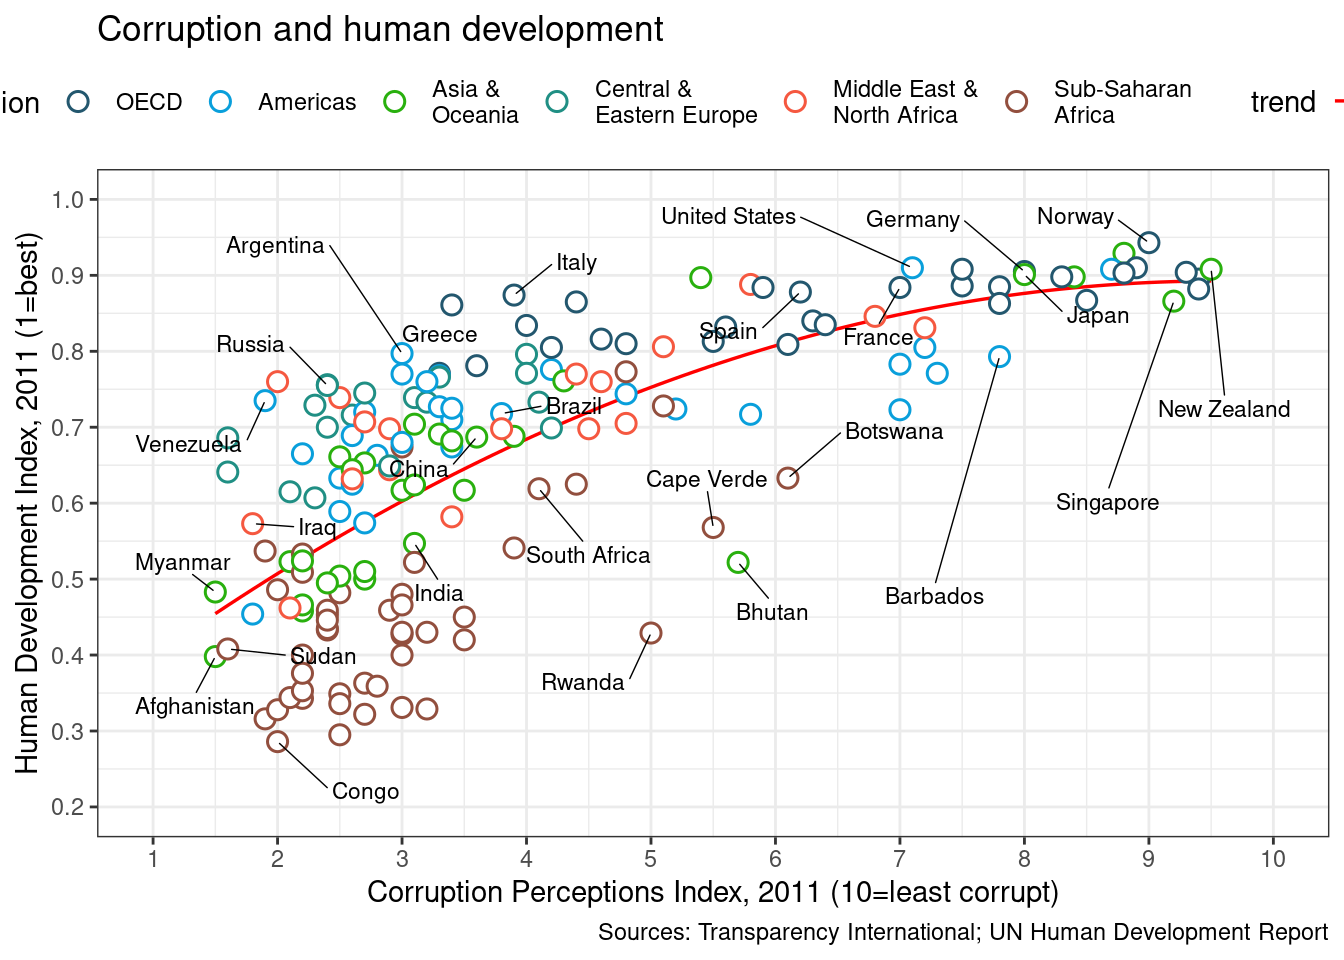 Corruption and human development
ion
OECD
Americas
Asia &
Oceania
Central &
Eastern Europe
Middle East &
North Africa
Sub-Saharan
Africa
trend
Human Development Index, 2011 (1=best)
1.0
0.9
0.8
0.7
0.6
0.5
0.4
0.3
0.2
United States
Germany
Norway
Argentina
Italy
Greece
Russia
Spain
France
Japan
Brazil
New Zealand
Venezuela
Botswana
China
Cape Verde
Singapore
Iraq
South Africa
Myanmar
India
Barbados
Bhutan
Sudan
Rwanda
Afghanistan
Congo
1
2
3
4
5
6
7
8
9
10
Corruption Perceptions Index, 2011 (10=least corrupt)
Sources: Transparency International; UN Human Development Report